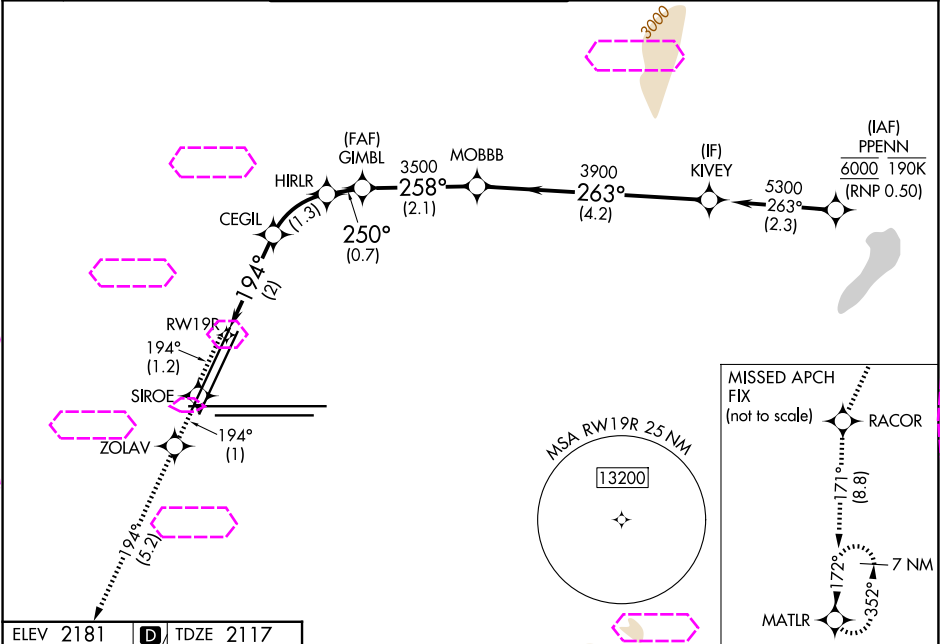 3000
(IAF)
PPENN
6000 190K
(RNP 0.50)
(FAF)
GIMBL
3500
258°
(2.1)
MOBBB
3900
263°
(4.2)
(IF)
KIVEY
5300
263°
(2.3)
HIRLR
CEGIL
(1.3)
250°
(0.7)
194°
(2)
RW19R
194°
(1.2)
SIROE
194°
(1)
ZOLAV
194°
(5.2)
MSA RW19R 25 NM
13200
MISSED APCH
FIX
(not to scale)
RACOR
171°
(8.8)
7 NM
172°
352°
MATLR
ELEV 2181 D TDZE 2117